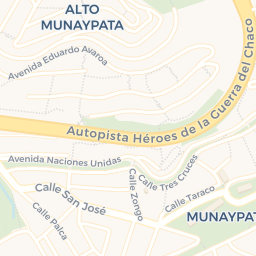 ALTO
MUNAYPATA
Avenida Eduardo Avaroa
Autopista Héroes de la Guerra del Chaco
Avenida Naciones Unidas
Calle Tres Cruces
Calle San José
Calle Zongo
Calle Taraco
Calle Palca
MUNAYPAT